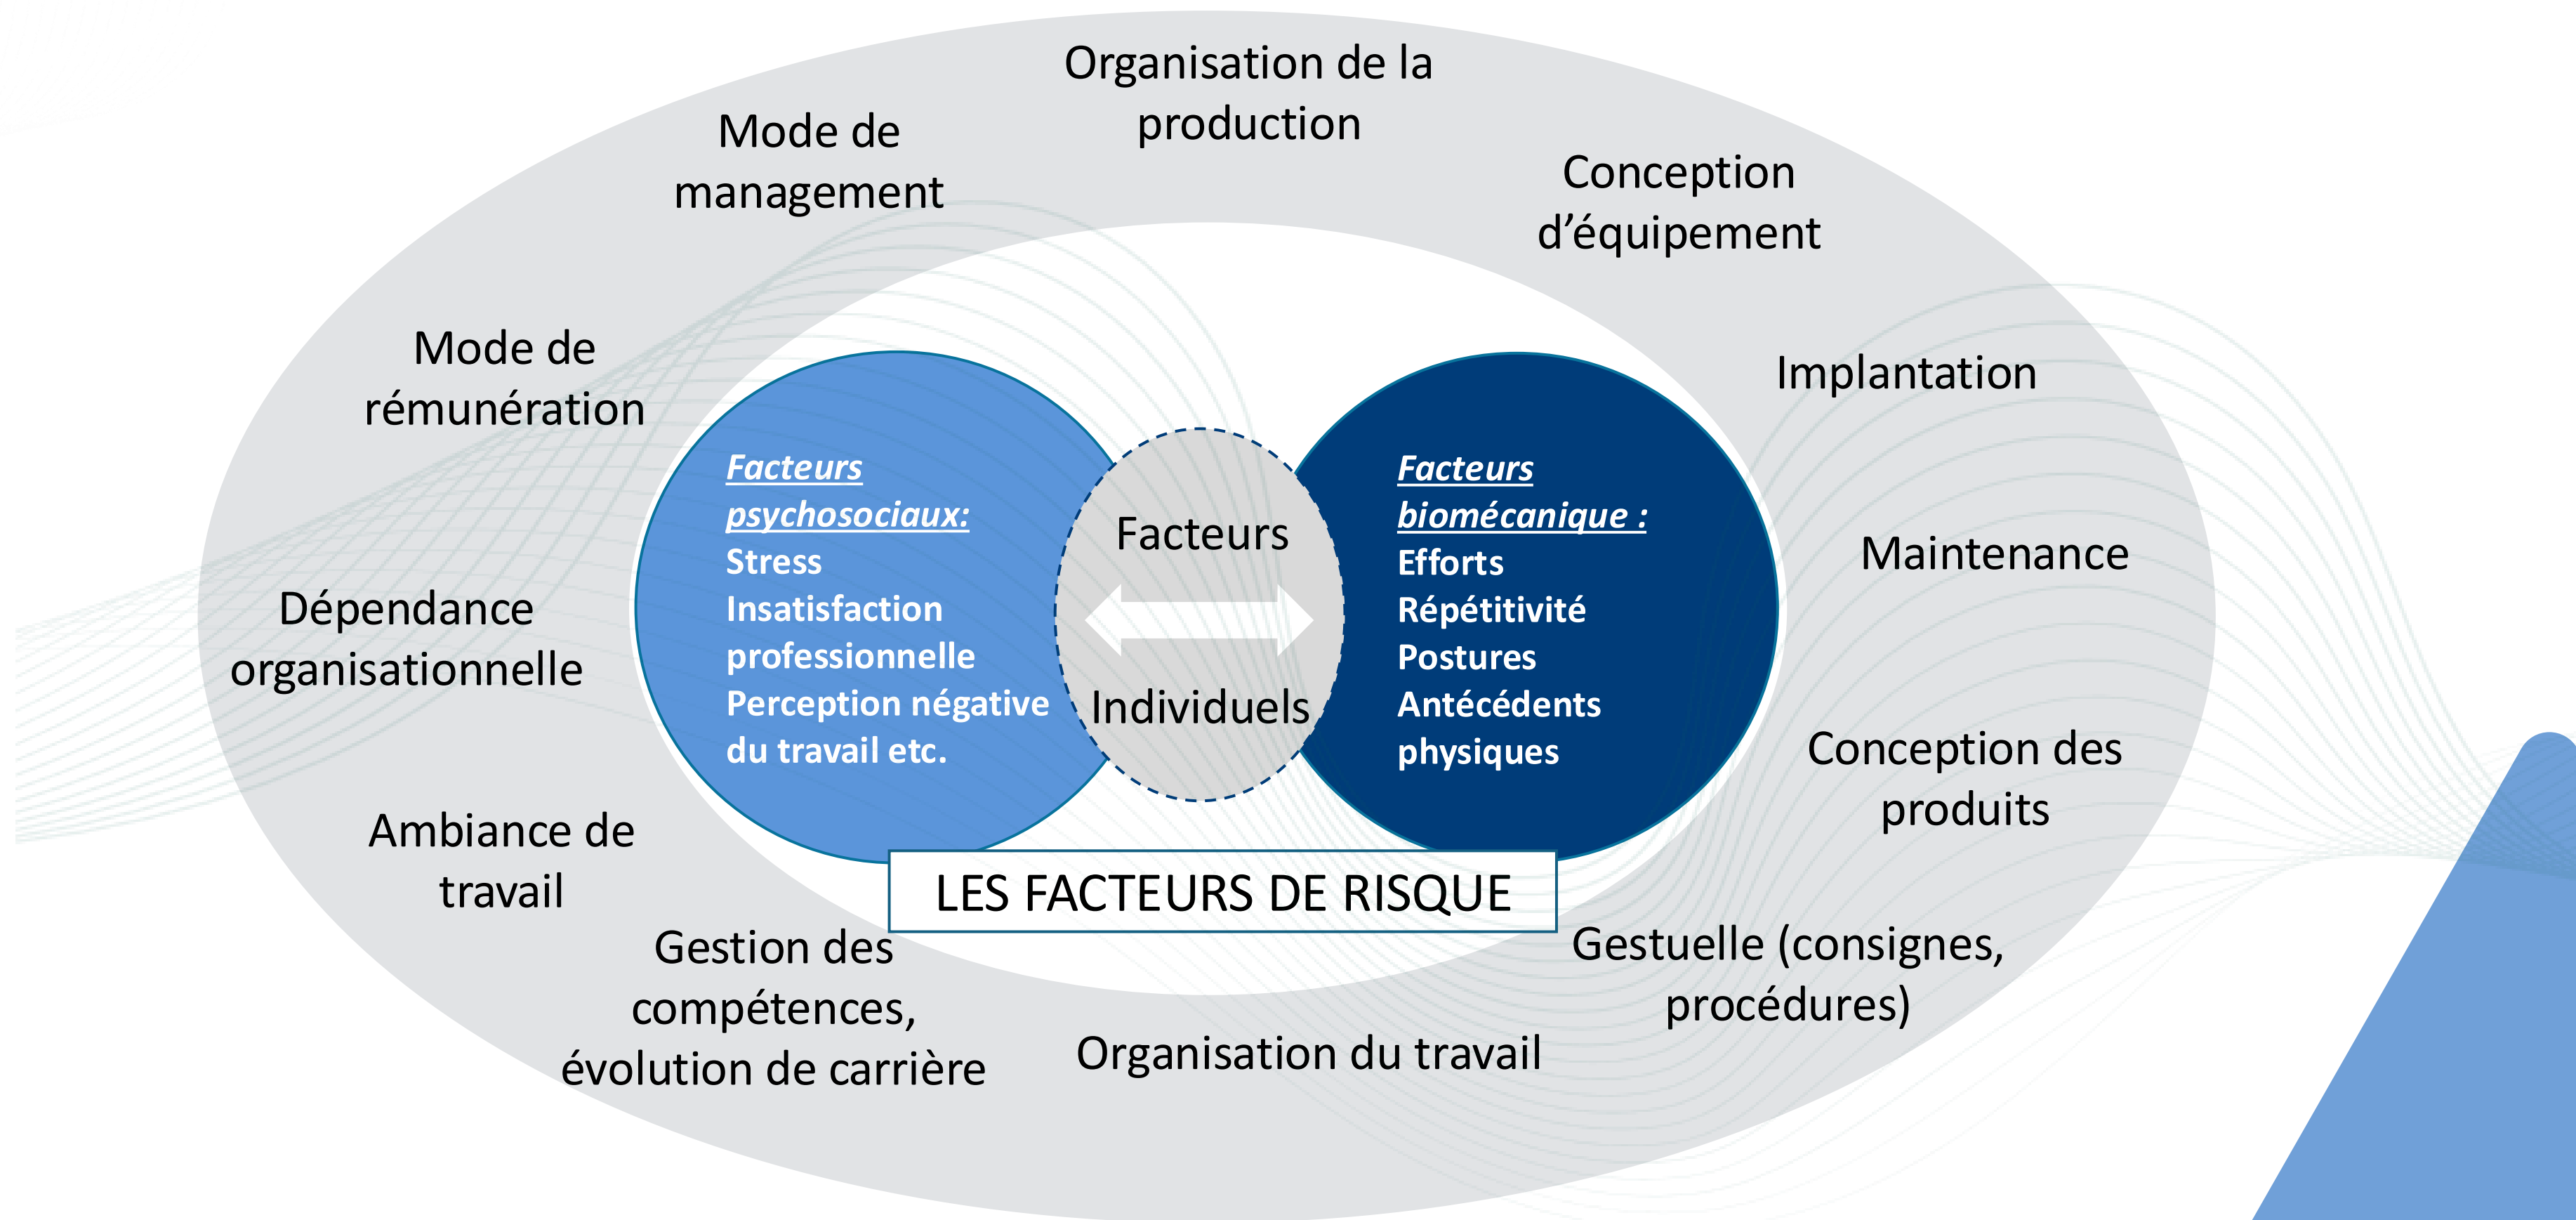 Organisation de la
production
Mode de
management
Conception
d’équipement
Mode de
rémunération
Implantation
Facteurs
psychosociaux:
Stress
Insatisfaction
professionnelle
Perception négative
du travail etc.
Facteurs
Individuels
Facteurs
biomécanique :
Efforts
Répétitivité
Postures
Antécédents
physiques
Maintenance
Dépendance
organisationnelle
Conception des
produits
Ambiance de
travail
LES FACTEURS DE RISQUE
Gestion des
compétences,
évolution de carrière
Gestuelle (consignes,
procédures)
Organisation du travail